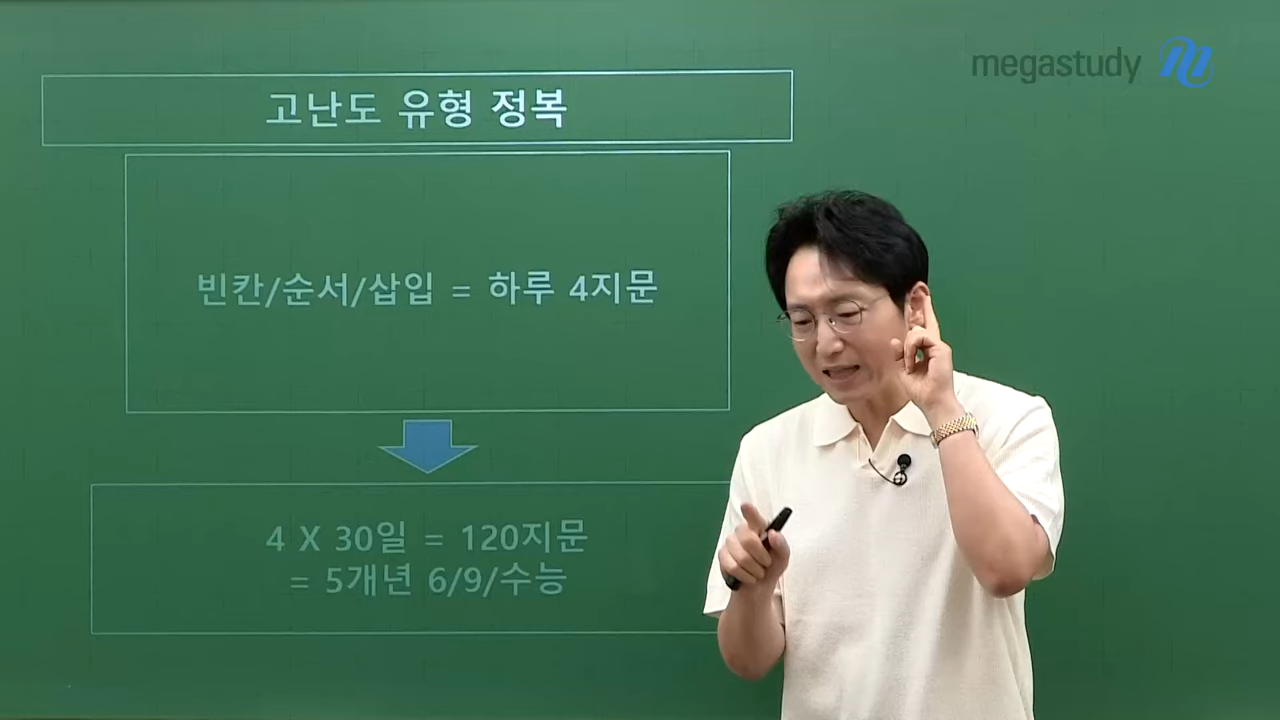 megastudy
고난도 유형 정복
빈칸/순서/삽입 = 하루 4지문
4 X 30일 = 120지문
= 5개년 6/9/수능